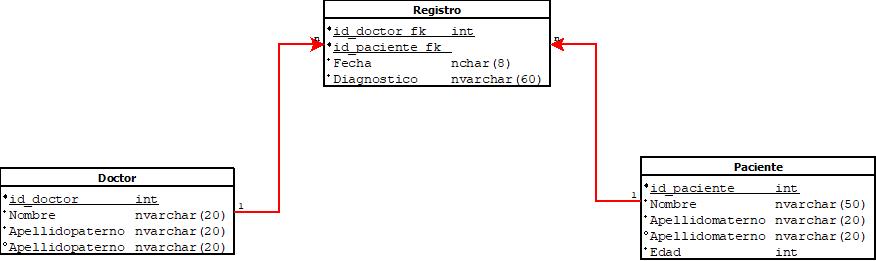 Registro
id_doctor_fk int
id_paciente_fk
Fecha nchar(8)
Diagnostico nvarchar(60)
n
n
Doctor
id_doctor int
Nombre nvarchar(20)
Apellidopaterno nvarchar(20)
Apellidopaterno nvarchar(20)
1
Paciente
id_paciente int
Nombre nvarchar(50)
Apellidomaterno nvarchar(20)
Apellidomaterno nvarchar(20)
Edad int
1